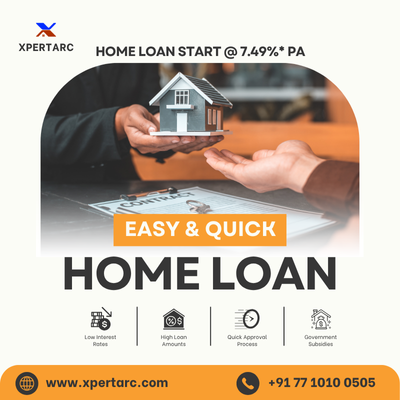 XPERTARC
HOME LOAN START @ 7.49%* PA
CONTRACT
EASY & QUICK
HOME LOAN
Low Interest
Rates
High Loan
Amounts
Quick Approval
Process
Government
Subsidies
www.xpertarc.com
+91 77 1010 0505